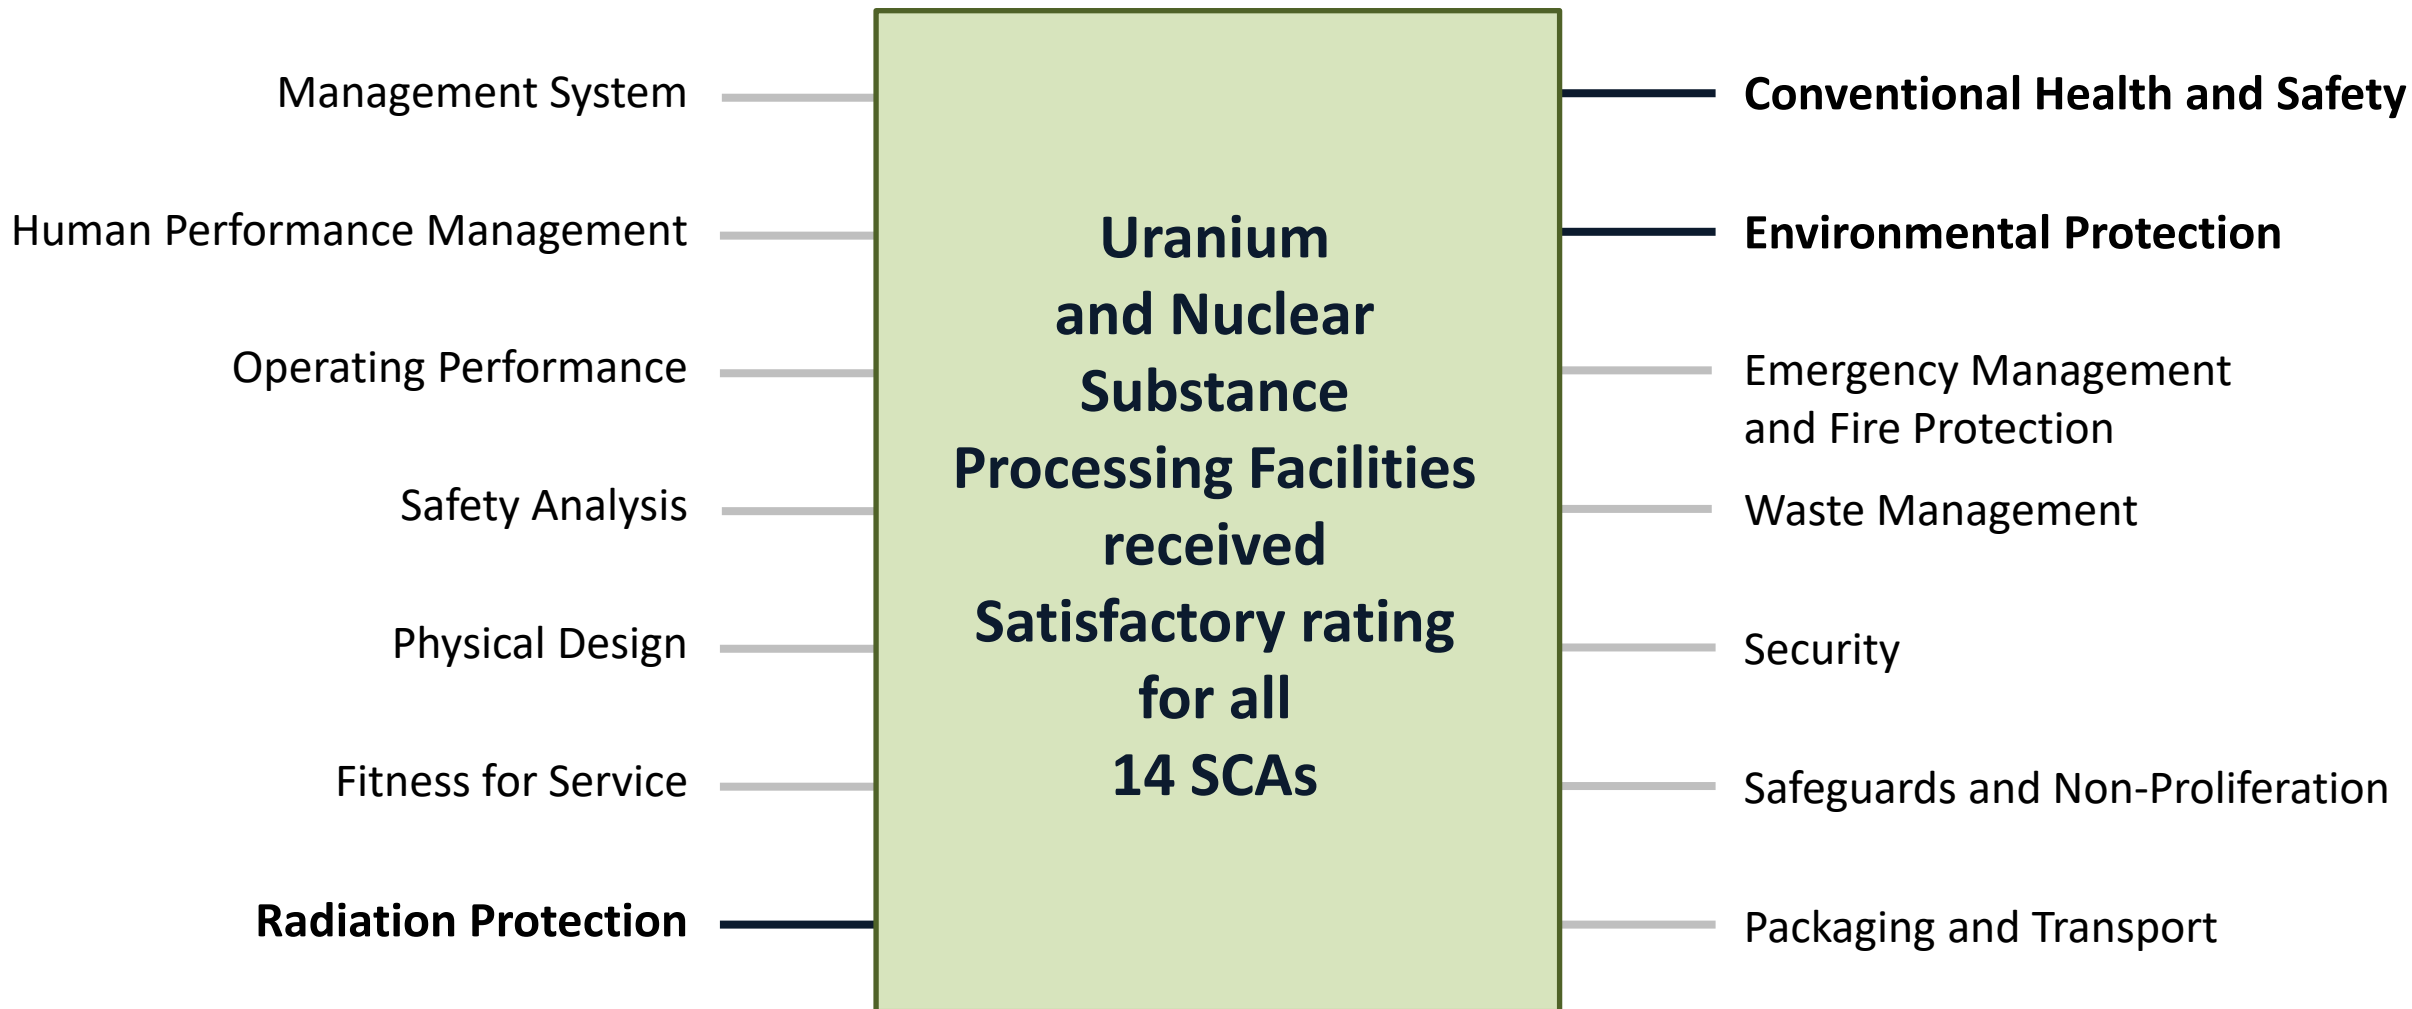 Management System
Human Performance Management
Operating Performance
Safety Analysis
Physical Design
Fitness for Service
Radiation Protection
Uranium
and Nuclear
Substance
Processing Facilities
received
Satisfactory rating
for all
14 SCAs
Conventional Health and Safety
Environmental Protection
Emergency Management
and Fire Protection
Waste Management
Security
Safeguards and Non-Proliferation
Packaging and Transport